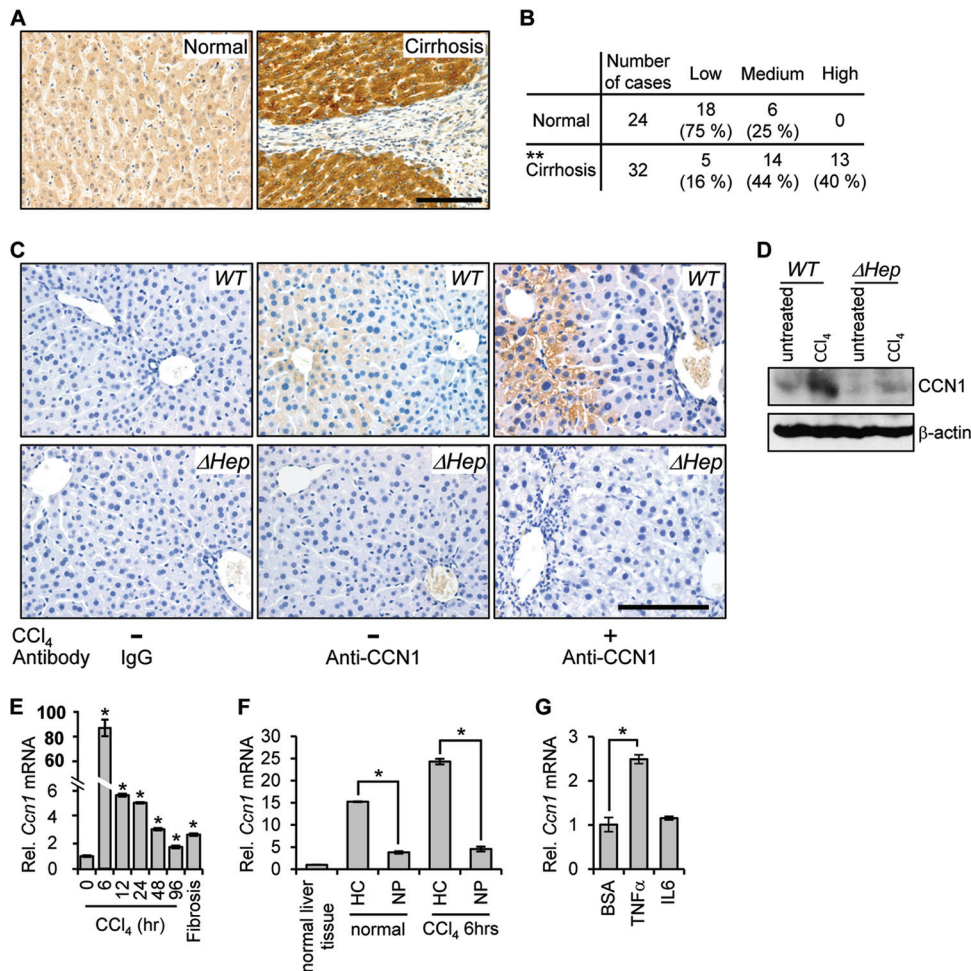 A
Normal
Cirrhosis
B
Number of cases Low Medium High
Normal 24 18 (75 %) 6 (25 %) 0
** Cirrhosis 32 5 (16 %) 14 (44 %) 13 (40 %)
C
WT
WT
WT
ΔHep
ΔHep
ΔHep
CCl4 - - +
Antibody IgG Anti-CCN1 Anti-CCN1
D
WT ΔHep
untreated CCl4 untreated CCl4
CCN1
β-actin
E
Rel. Ccn1 mRNA
100
80
60
6
4
2
0
* * * * * *
0 6 12 24 48 96 Fibrosis
CCl4 (hr)
F
Rel. Ccn1 mRNA
30
25
20
15
10
5
0
* *
normal liver tissue HC NP HC NP
normal CCl4 6hrs
G
Rel. Ccn1 mRNA
3
2
1
0
*
BSA TNFα IL6